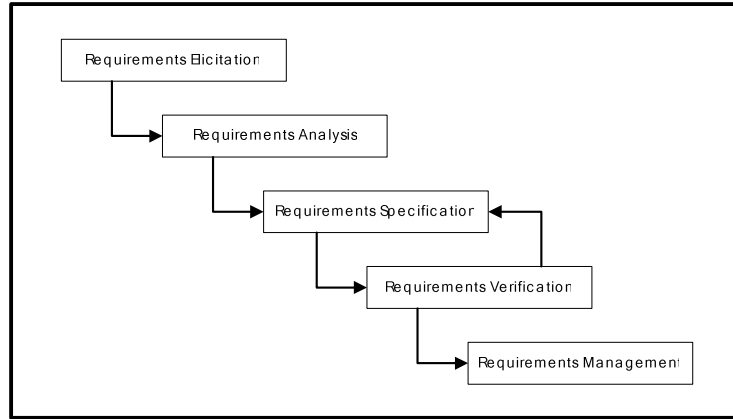 Requirements Elicitation
Requirements Analysis
Requirements Specification
Requirements Verification
Requirements Management